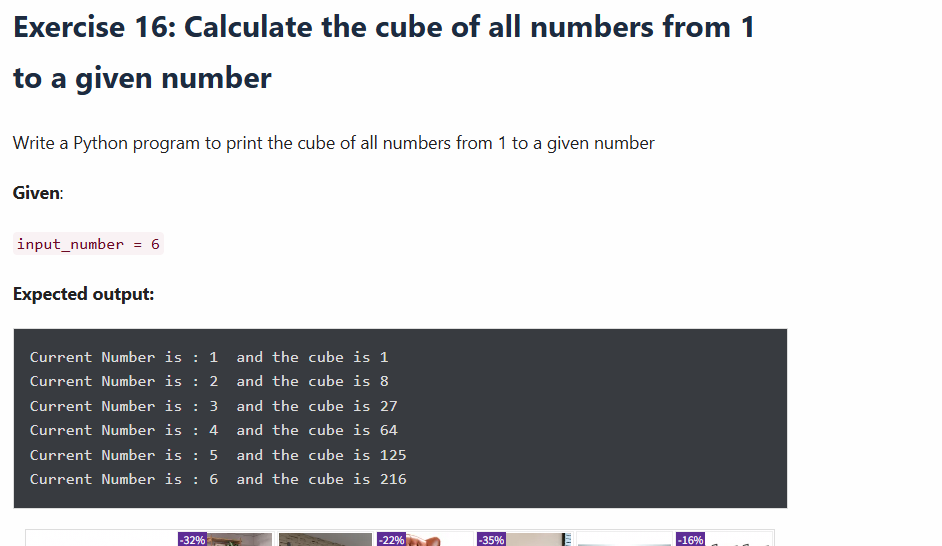 Exercise 16: Calculate the cube of all numbers from 1
to a given number
Write a Python program to print the cube of all numbers from 1 to a given number
Given:
input_number = 6
Expected output:
Current Number is : 1  and the cube is 1
Current Number is : 2  and the cube is 8
Current Number is : 3  and the cube is 27
Current Number is : 4  and the cube is 64
Current Number is : 5  and the cube is 125
Current Number is : 6  and the cube is 216
-32% -22% -35% -16%